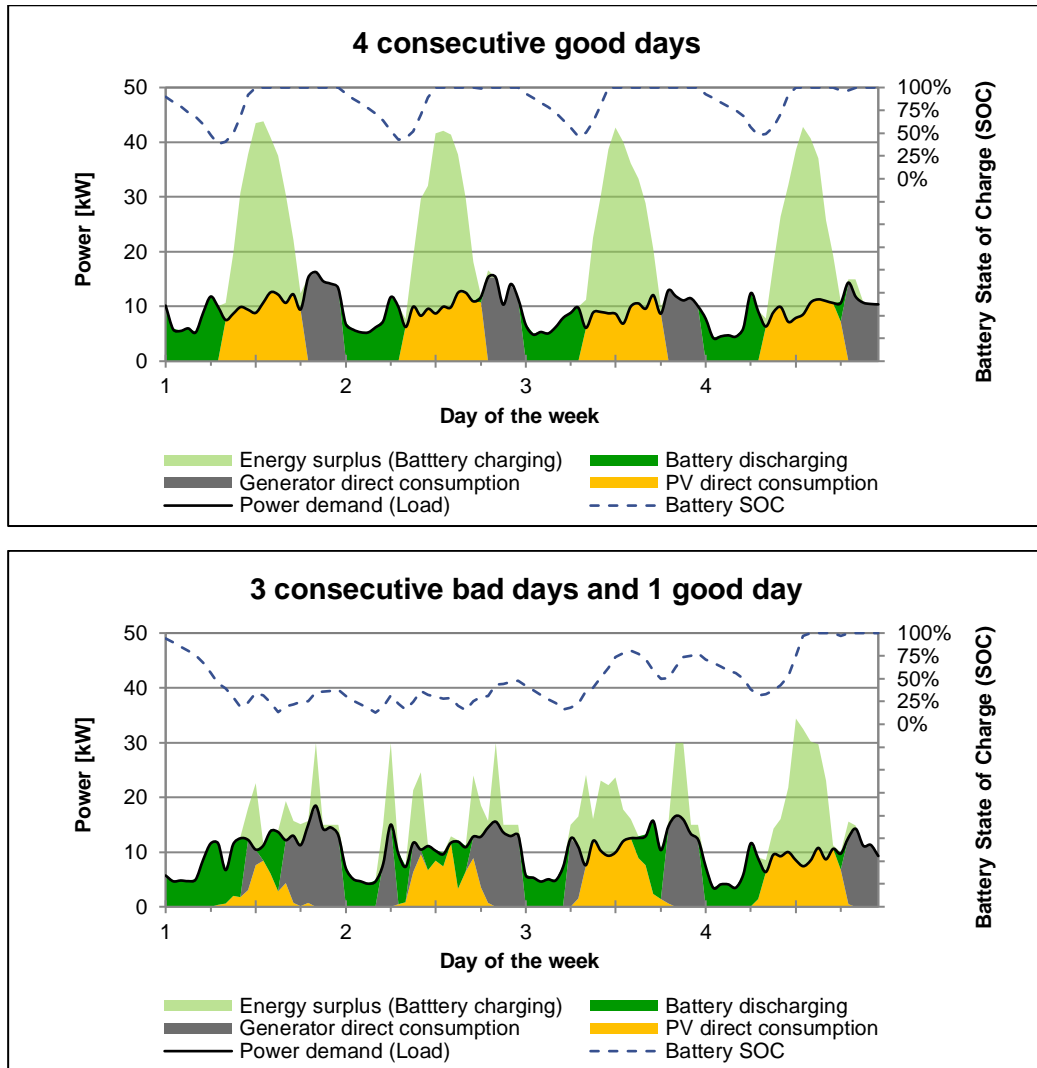 4 consecutive good days
50
40
30
20
10
0
Power [kW]
100%
75%
50%
25%
0%
Battery State of Charge (SOC)
1 2 3 4
Day of the week
Energy surplus (Batttery charging) Battery discharging
Generator direct consumption PV direct consumption
Power demand (Load) Battery SOC
3 consecutive bad days and 1 good day
50
40
30
20
10
0
Power [kW]
100%
75%
50%
25%
0%
Battery State of Charge (SOC)
1 2 3 4
Day of the week
Energy surplus (Batttery charging) Battery discharging
Generator direct consumption PV direct consumption
Power demand (Load) Battery SOC